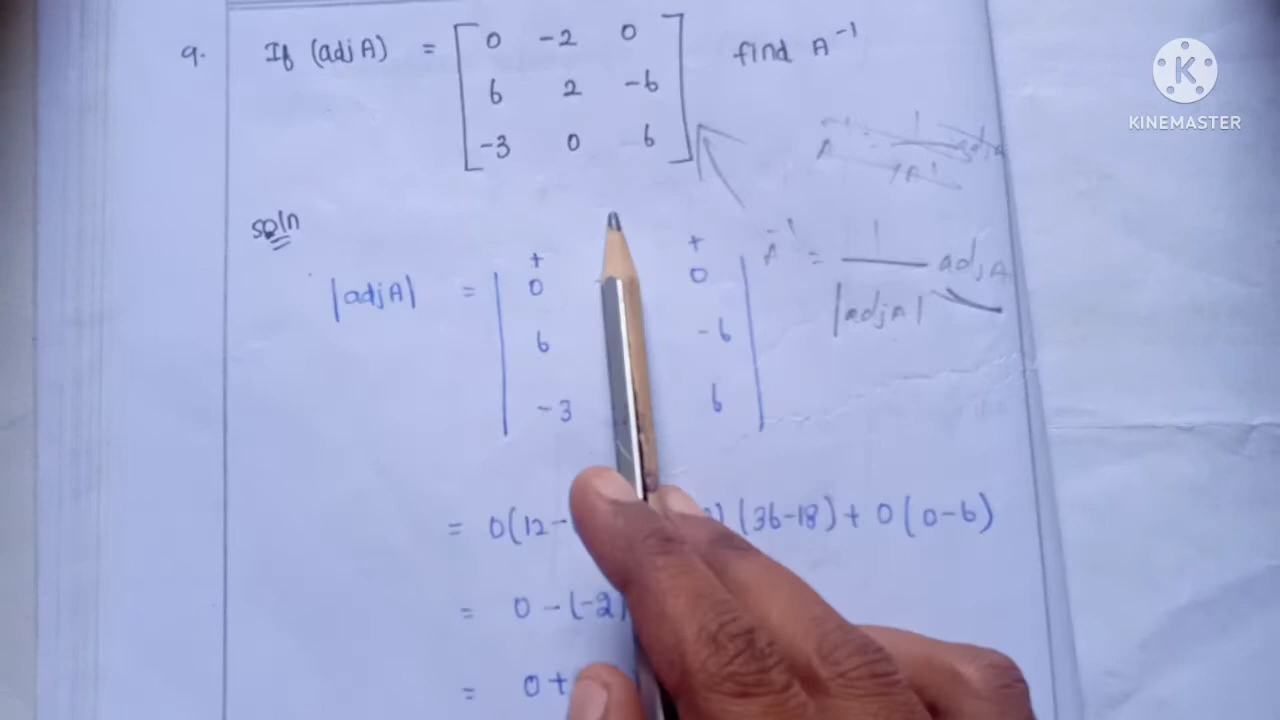 9. If (adj A) = [ 0 -2 0 find A⁻¹
6 2 -6
-3 0 6 ]
KINEMASTER
soln
|adj A| = | + 0 + 0 |
6 -6
-3 6
A⁻¹ = 1 / |adj A| adj A
= 0(12- (36-18) + 0(0-6)
= 0-(-2)
= 0+